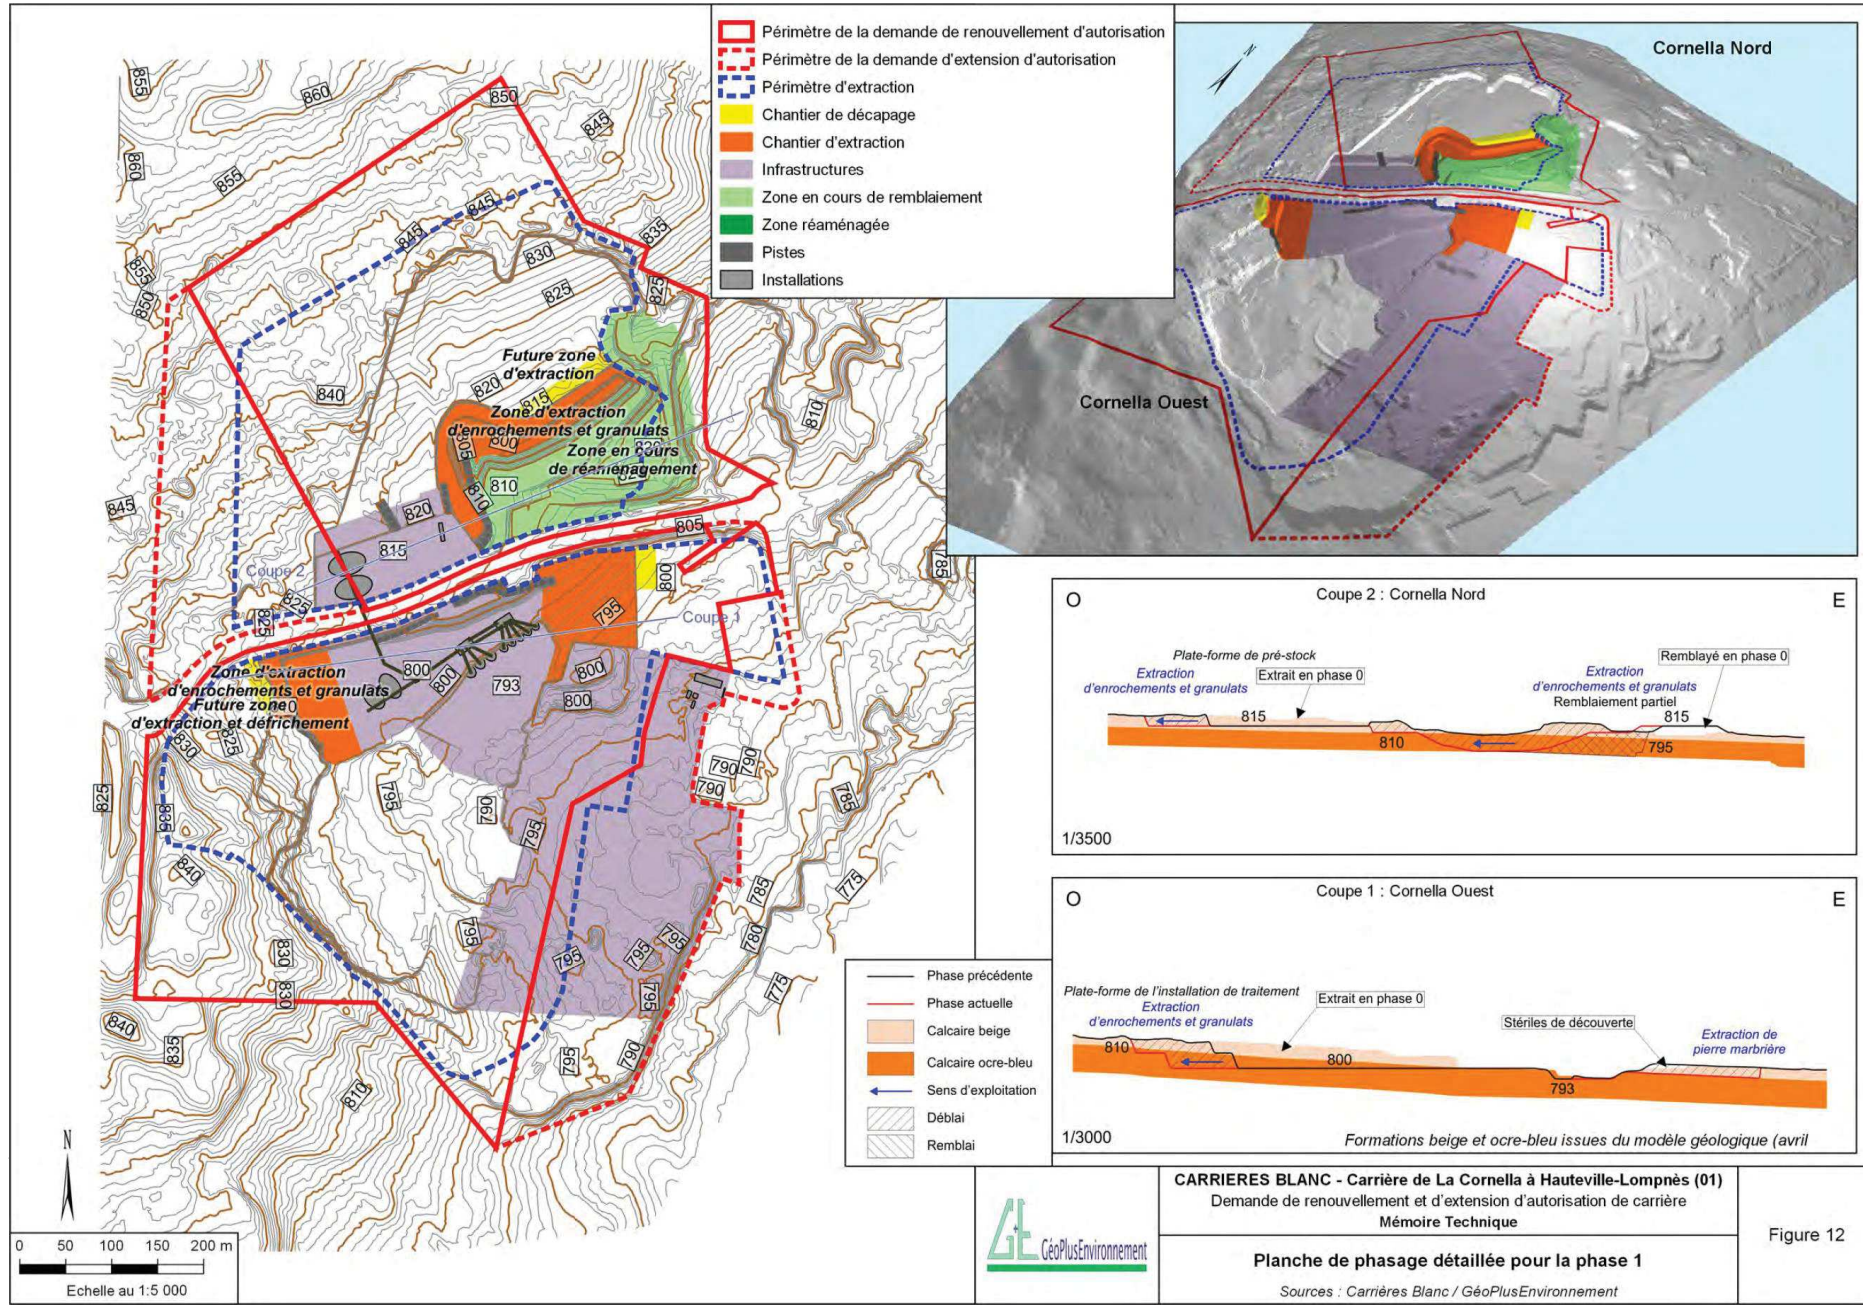 Périmètre de la demande de renouvellement d'autorisation
Périmètre de la demande d'extension d'autorisation
Périmètre d'extraction
Chantier de décapage
Chantier d'extraction
Infrastructures
Zone en cours de remblaiement
Zone réaménagée
Pistes
Installations
N
Cornella Nord
Cornella Ouest
855
860
850
845
860
855
835
845
845
830
855
850
825
825
Future zone
d'extraction
820
815
840
Zone d'extraction
d'enrochements et granulats
800
805
Zone en cours
de réaménagement
820
810
810
810
820
845
805
815
785
Coupe 2
825
825
800
795
Coupe 1
Zone d'extraction
d'enrochements et granulats
Future zone
d'extraction et défrichement
800
800
793
800
800
830
825
790
790
790
825
835
795
790
785
795
840
785
775
795
795
795
795
780
830
830
795
775
840
835
795
790
810
N
0 50 100 150 200 m
Echelle au 1:5 000
O
Coupe 2 : Cornella Nord
E
Plate-forme de pré-stock
Remblayé en phase 0
Extraction
d'enrochements et granulats
Extrait en phase 0
Extraction
d'enrochements et granulats
Remblaiement partiel
815
815
810
795
1/3500
O
Coupe 1 : Cornella Ouest
E
Plate-forme de l'installation de traitement
Extraction
d'enrochements et granulats
Extrait en phase 0
Stériles de découverte
Extraction de
pierre marbrière
810
800
793
1/3000
Formations beige et ocre-bleu issues du modèle géologique (avril
Phase précédente
Phase actuelle
Calcaire beige
Calcaire ocre-bleu
Sens d'exploitation
Déblai
Remblai
GéoPlusEnvironnement
CARRIERES BLANC - Carrière de La Cornella à Hauteville-Lompnès (01)
Demande de renouvellement et d'extension d'autorisation de carrière
Mémoire Technique
Planche de phasage détaillée pour la phase 1
Sources : Carrières Blanc / GéoPlusEnvironnement
Figure 12